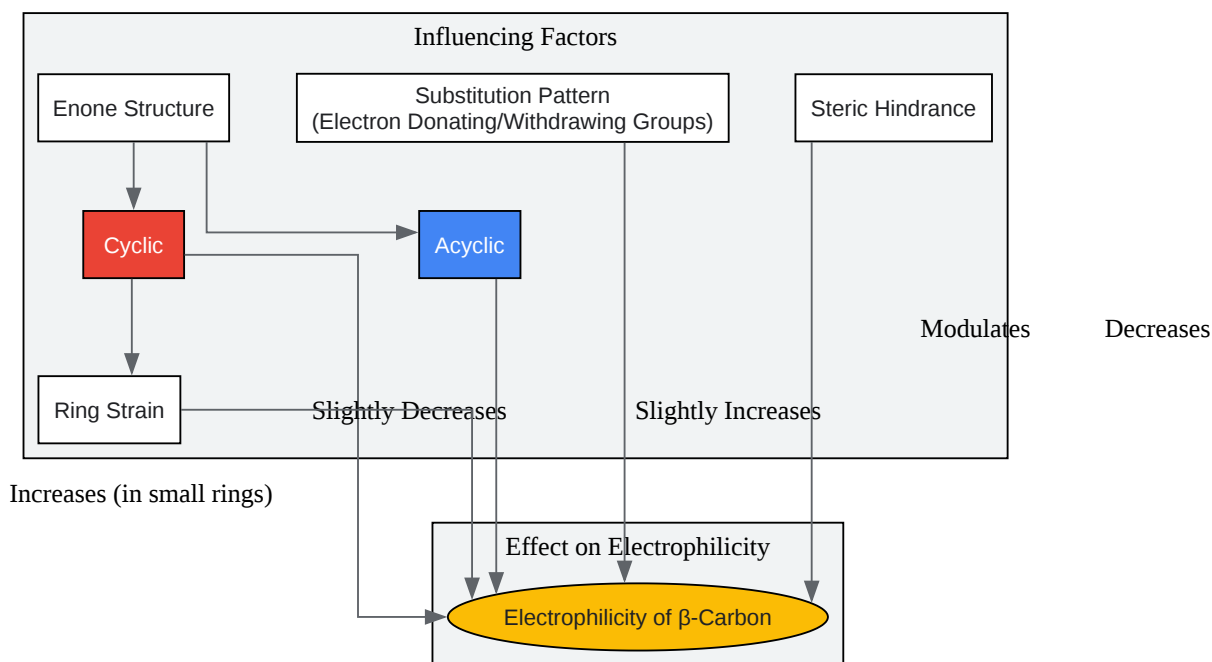 Influencing Factors
Enone Structure
Substitution Pattern
(Electron Donating/Withdrawing Groups)
Steric Hindrance
Cyclic
Acyclic
Modulates
Decreases
Ring Strain
Slightly Decreases
Slightly Increases
Increases (in small rings)
Effect on Electrophilicity
Electrophilicity of β-Carbon